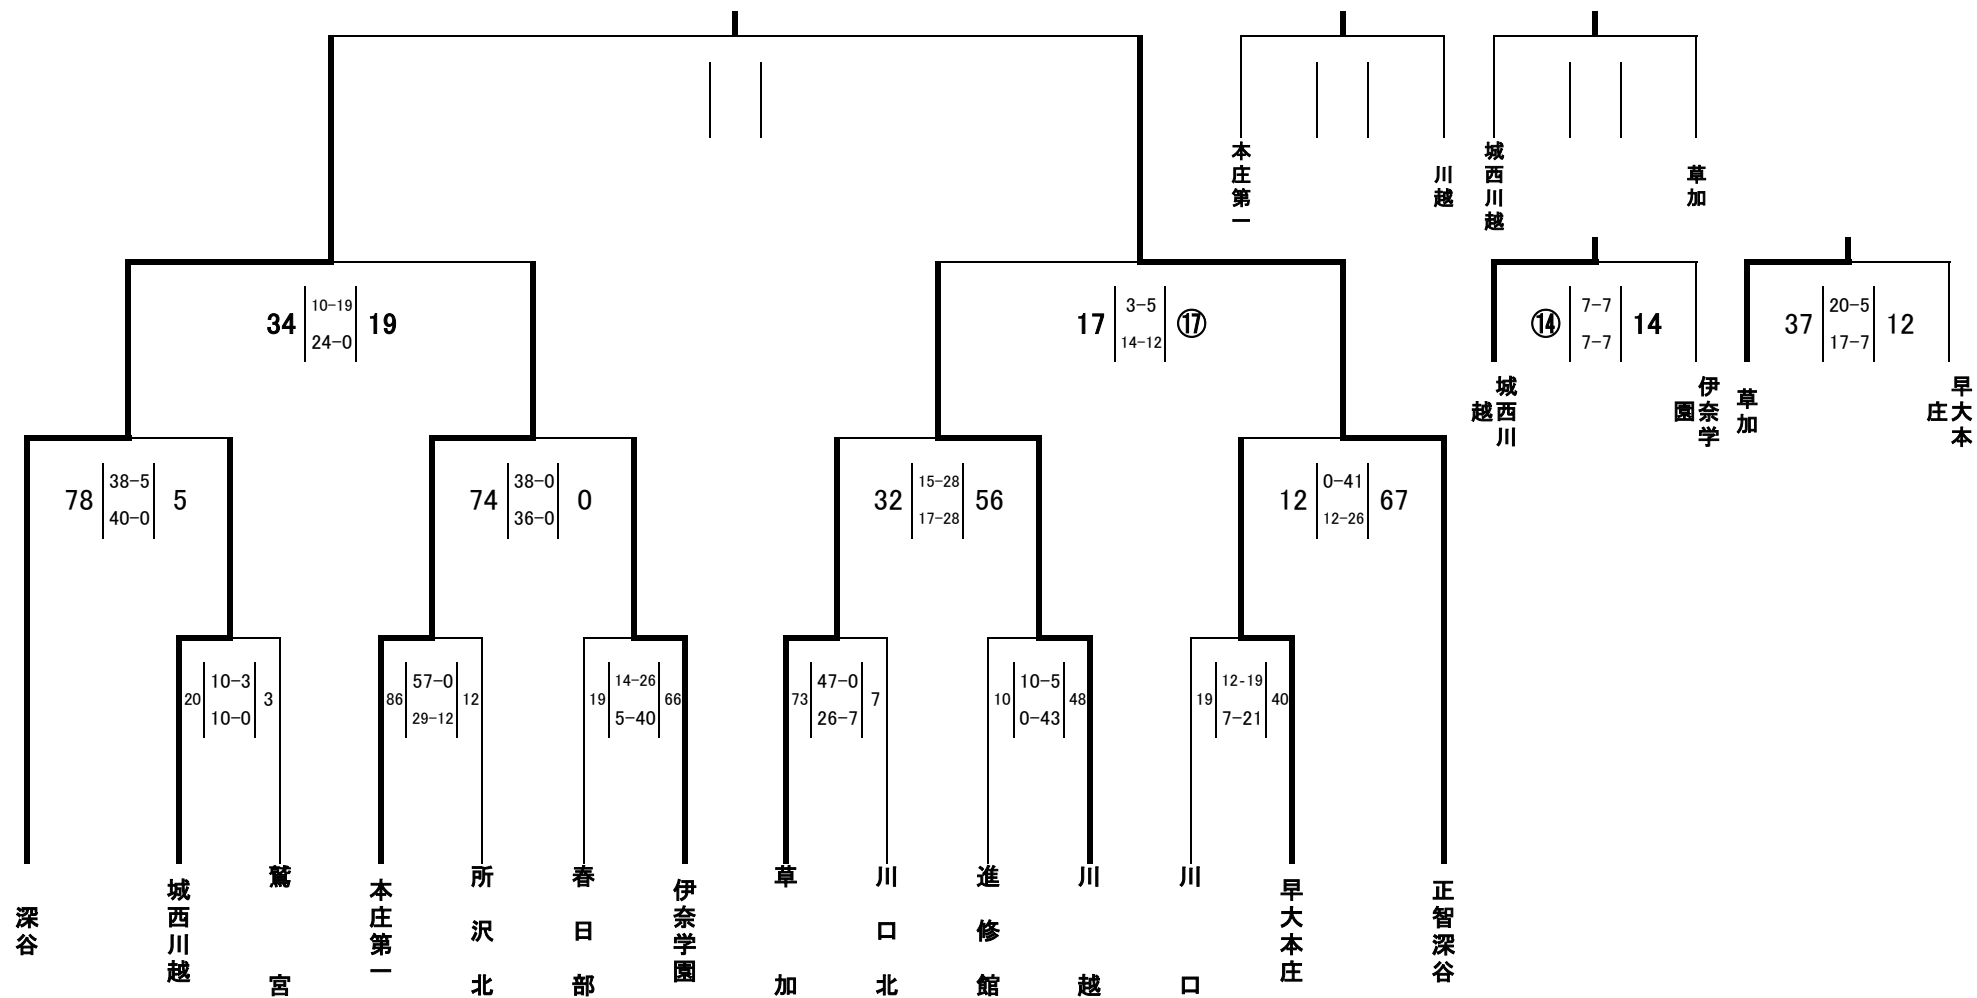 本庄第一
川越
城西川越
草加
34 10−19 19
24−0
17 3−5 ⑰
14−12
⑭ 7−7 14
7−7
37 20−5 12
17−7
城西川越
伊奈学園
草加
早大本庄
78 38−5 5
40−0
74 38−0 0
36−0
32 15−28 56
17−28
12 0−41 67
12−26
20 10−3 3
10−0
86 57−0 12
29−12
19 14−26 66
5−40
73 47−0 7
26−7
10 10−5 48
0−43
19 12-19 40
7−21
深谷
城西川越
鷲宮
本庄第一
所沢北
春日部
伊奈学園
草加
川口北
進修館
川越
川口
早大本庄
正智深谷